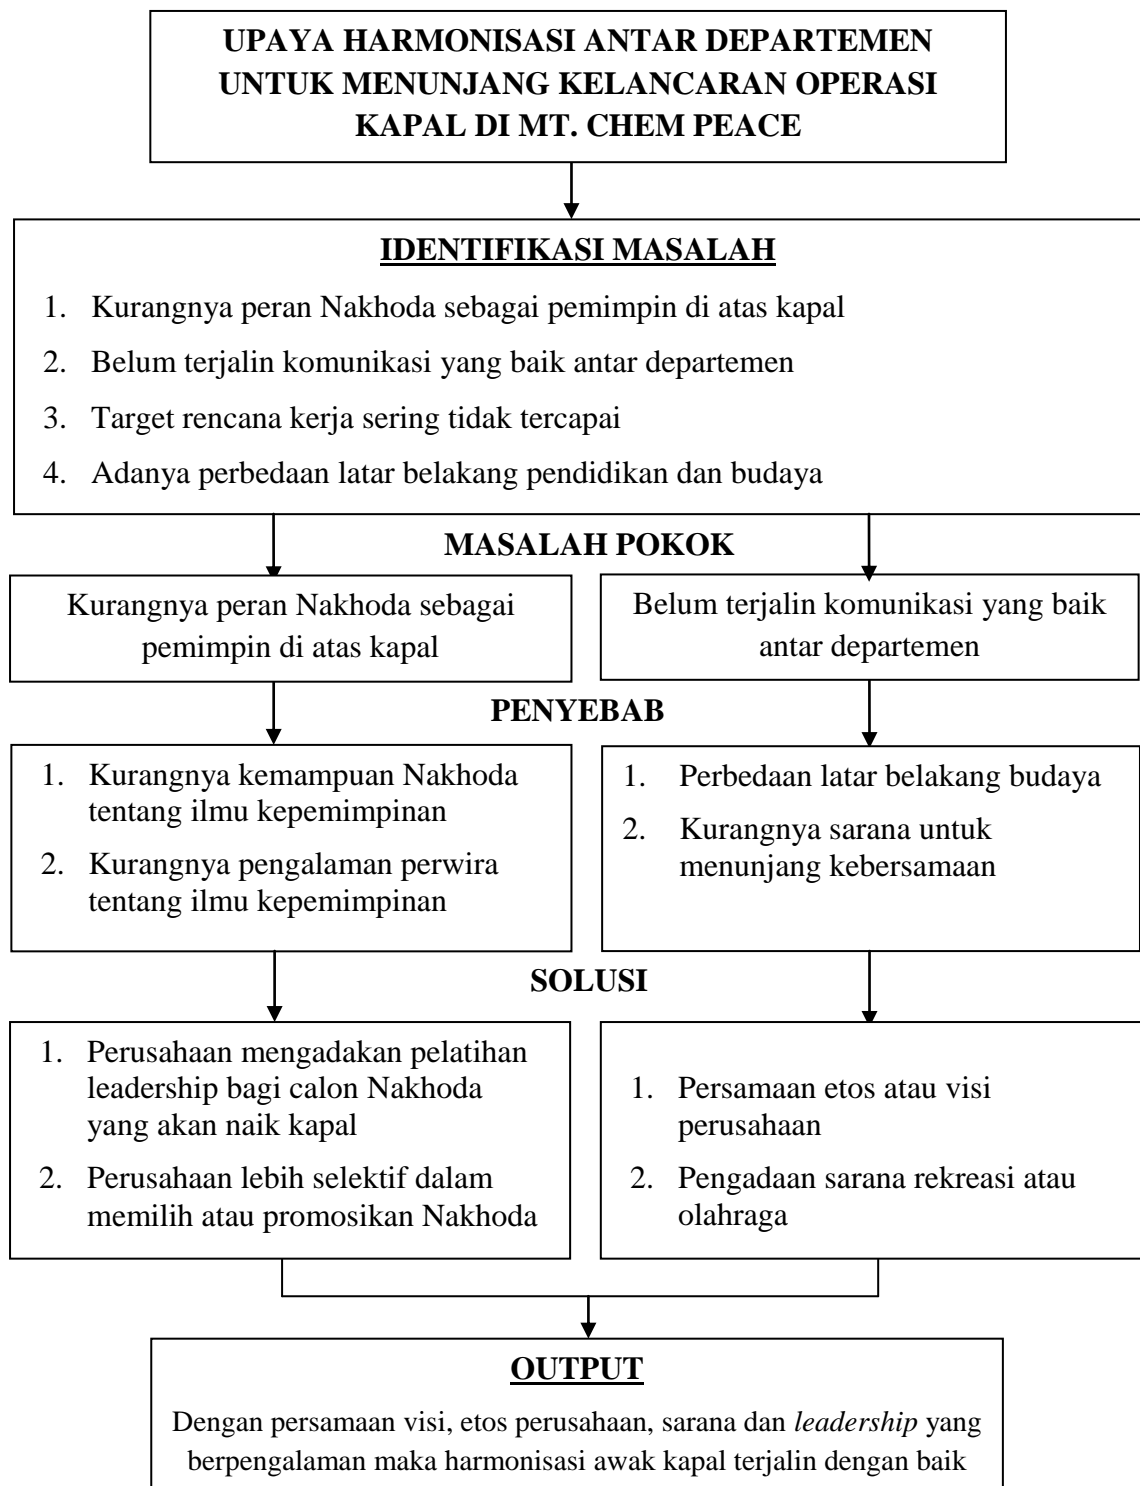 UPAYA HARMONISASI ANTAR DEPARTEMEN
UNTUK MENUNJANG KELANCARAN OPERASI
KAPAL DI MT. CHEM PEACE
IDENTIFIKASI MASALAH
1. Kurangnya peran Nakhoda sebagai pemimpin di atas kapal
2. Belum terjalin komunikasi yang baik antar departemen
3. Target rencana kerja sering tidak tercapai
4. Adanya perbedaan latar belakang pendidikan dan budaya
MASALAH POKOK
Kurangnya peran Nakhoda sebagai
pemimpin di atas kapal
Belum terjalin komunikasi yang baik
antar departemen
PENYEBAB
1. Kurangnya kemampuan Nakhoda
tentang ilmu kepemimpinan
2. Kurangnya pengalaman perwira
tentang ilmu kepemimpinan
1. Perbedaan latar belakang budaya
2. Kurangnya sarana untuk
menunjang kebersamaan
SOLUSI
1. Perusahaan mengadakan pelatihan
leadership bagi calon Nakhoda
yang akan naik kapal
2. Perusahaan lebih selektif dalam
memilih atau promosikan Nakhoda
1. Persamaan etos atau visi
perusahaan
2. Pengadaan sarana rekreasi atau
olahraga
OUTPUT
Dengan persamaan visi, etos perusahaan, sarana dan leadership yang
berpengalaman maka harmonisasi awak kapal terjalin dengan baik